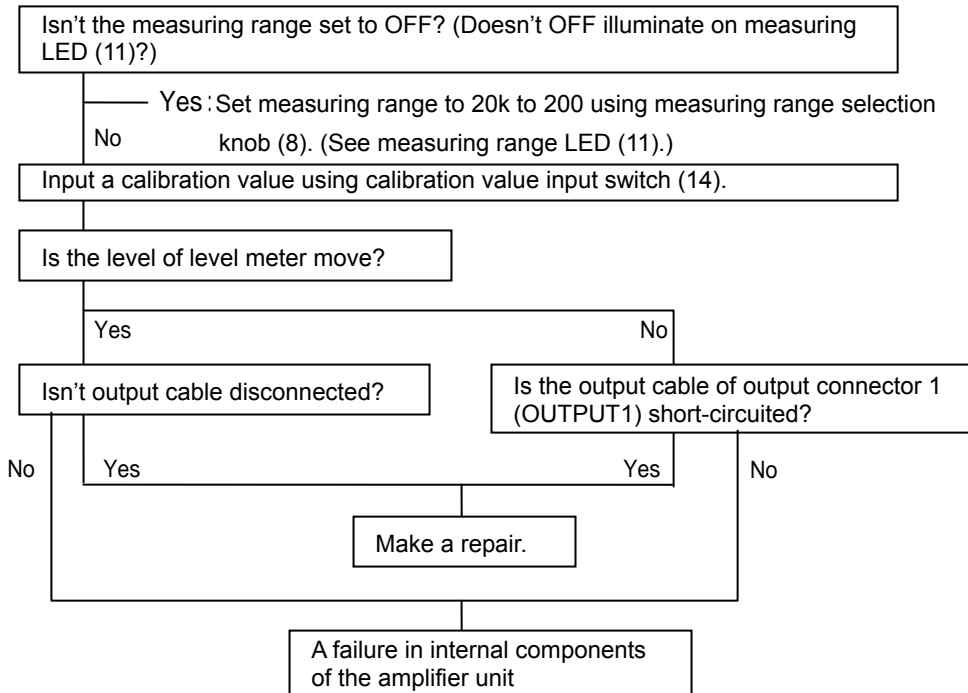 Isn't the measuring range set to OFF? (Doesn't OFF illuminate on measuring
LED (11)?)
Yes : Set measuring range to 20k to 200 using measuring range selection
knob (8). (See measuring range LED (11).)
No
Input a calibration value using calibration value input switch (14).
Is the level of level meter move?
Yes
No
Isn't output cable disconnected?
Is the output cable of output connector 1
(OUTPUT1) short-circuited?
No
Yes
Yes
No
Make a repair.
A failure in internal components
of the amplifier unit